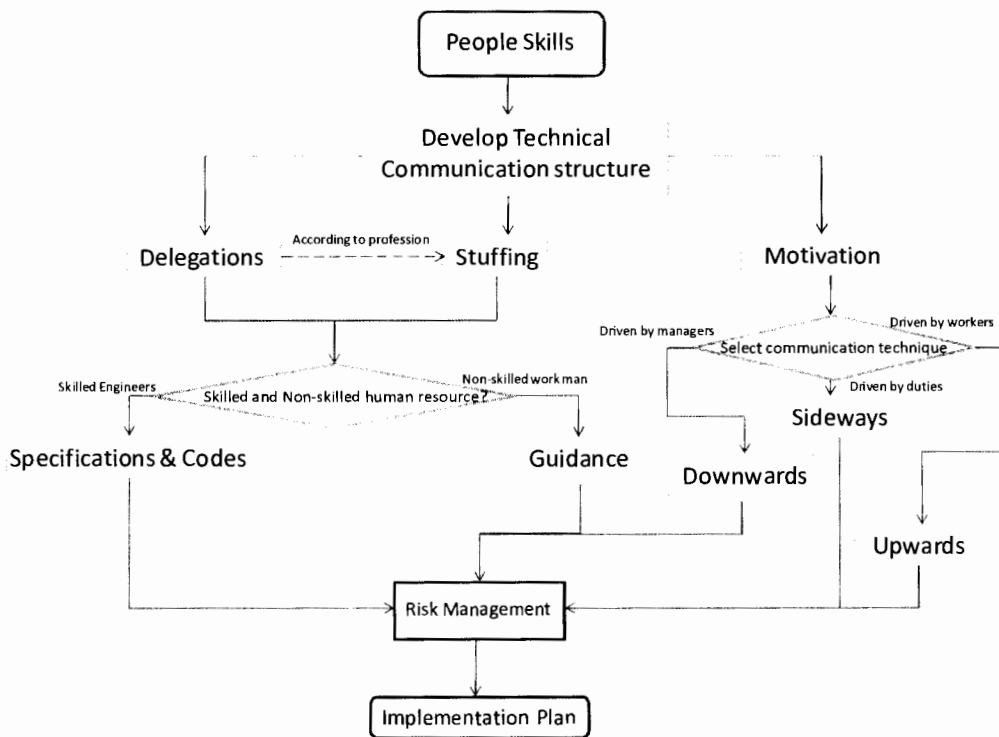 People Skills
Develop Technical
Communication structure
According to profession
Delegations
Stuffing
Motivation
Driven by managers
Driven by workers
Select communication technique
Skilled Engineers
Non-skilled work man
Driven by duties
Skilled and Non-skilled human resource?
Sideways
Specifications & Codes
Guidance
Downwards
Upwards
Risk Management
Implementation Plan